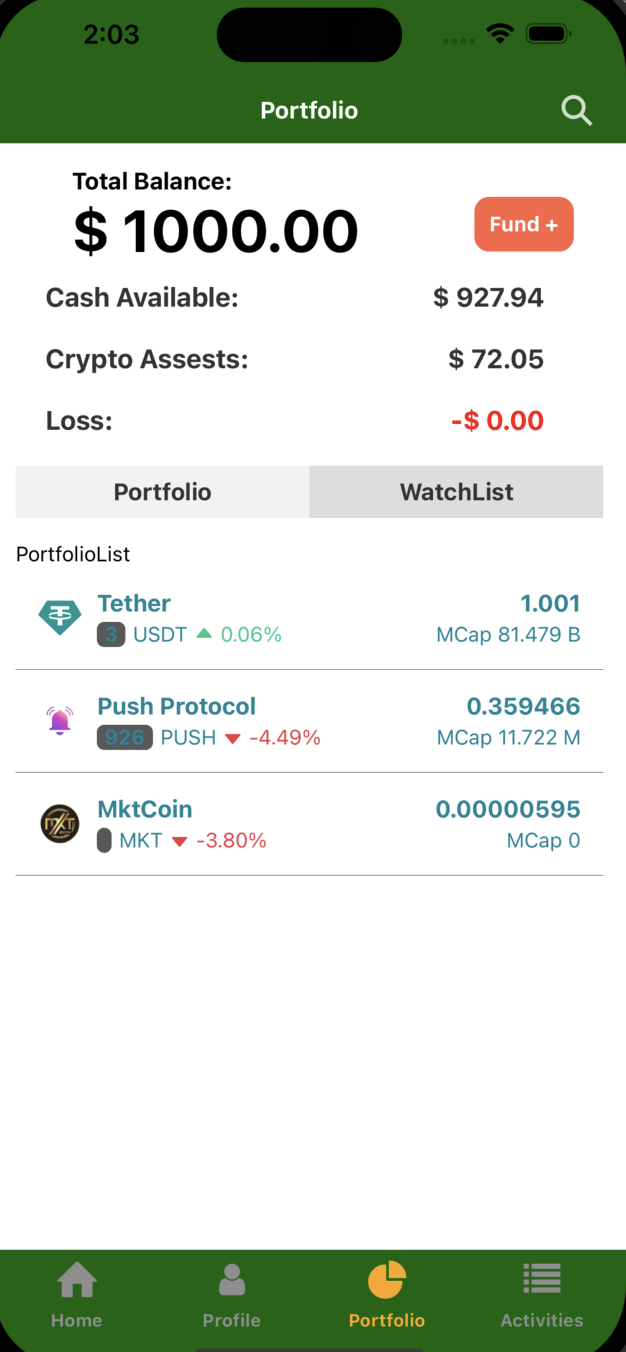 2:03
Portfolio
Total Balance:
$ 1000.00
Fund +
Cash Available: $ 927.94
Crypto Assests: $ 72.05
Loss: -$ 0.00
Portfolio WatchList
PortfolioList
Tether 1.001
3 USDT 0.06% MCap 81.479 B
Push Protocol 0.359466
926 PUSH -4.49% MCap 11.722 M
MktCoin 0.00000595
MKT -3.80% MCap 0
Home Profile Portfolio Activities